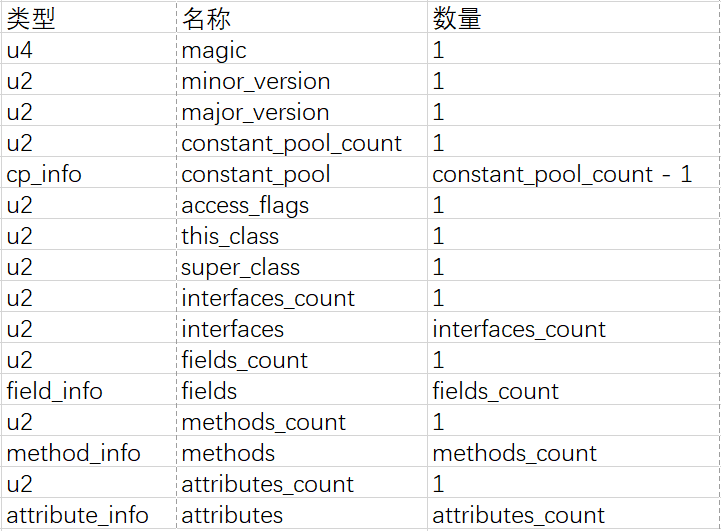 类型 名称 数量
u4 magic 1
u2 minor_version 1
u2 major_version 1
u2 constant_pool_count 1
cp_info constant_pool constant_pool_count - 1
u2 access_flags 1
u2 this_class 1
u2 super_class 1
u2 interfaces_count 1
u2 interfaces interfaces_count
u2 fields_count 1
field_info fields fields_count
u2 methods_count 1
method_info methods methods_count
u2 attributes_count 1
attribute_info attributes attributes_count